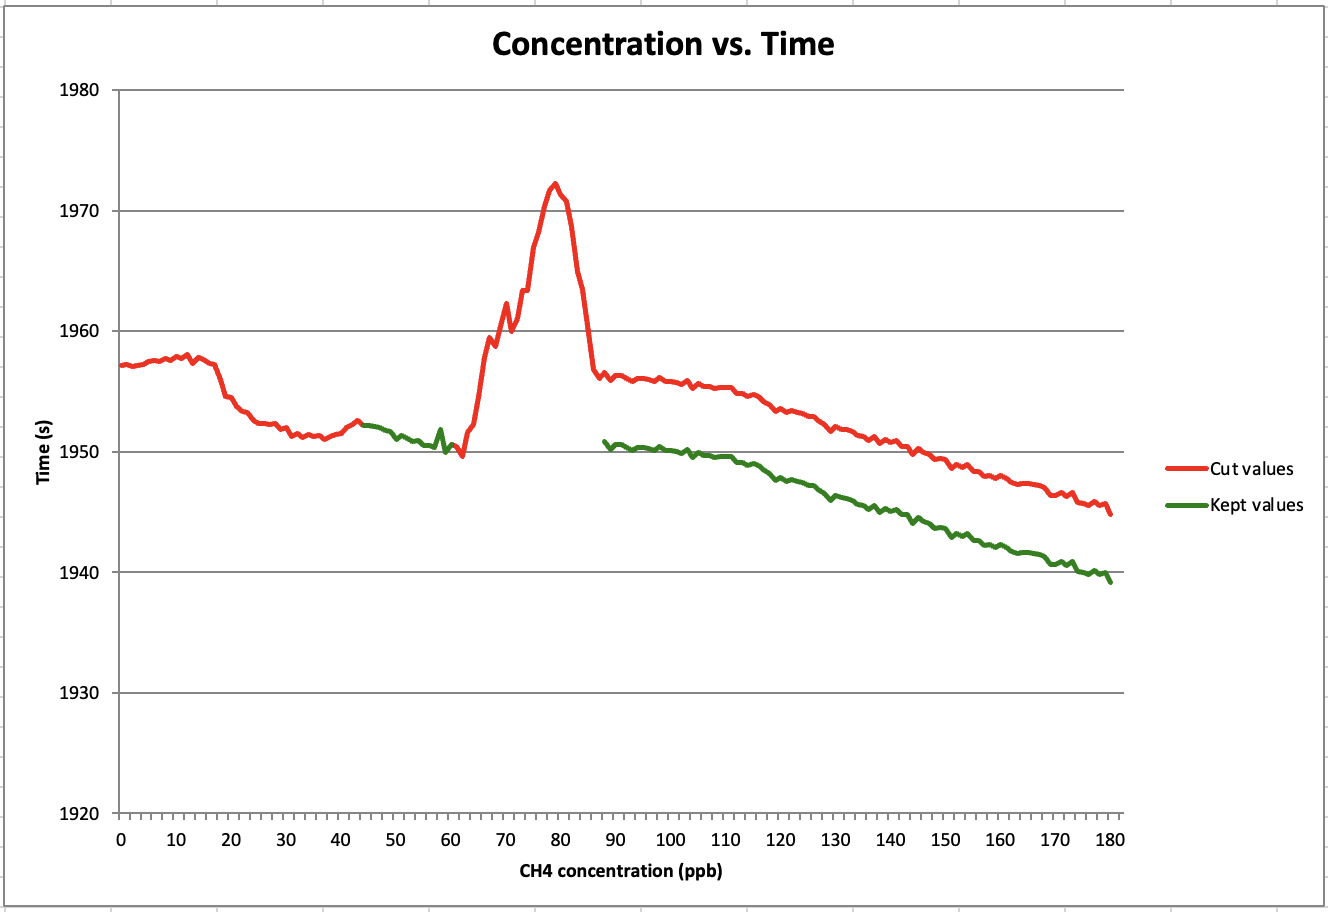 Concentration vs. Time
1980
1970
1960
1950
1940
1930
1920
Time (s)
0 10 20 30 40 50 60 70 80 90 100 110 120 130 140 150 160 170 180
CH4 concentration (ppb)
Cut values
Kept values